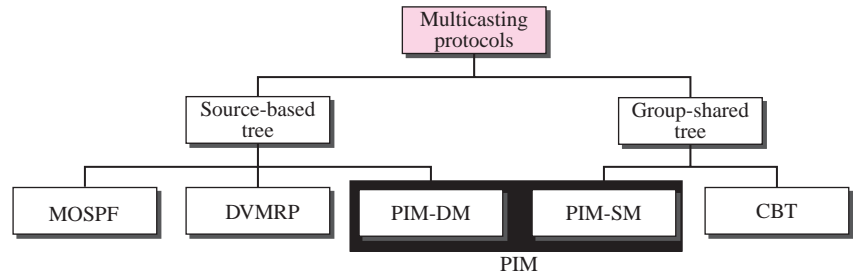 Multicasting
protocols
Source-based
tree
Group-shared
tree
MOSPF
DVMRP
PIM-DM
PIM-SM
CBT
PIM